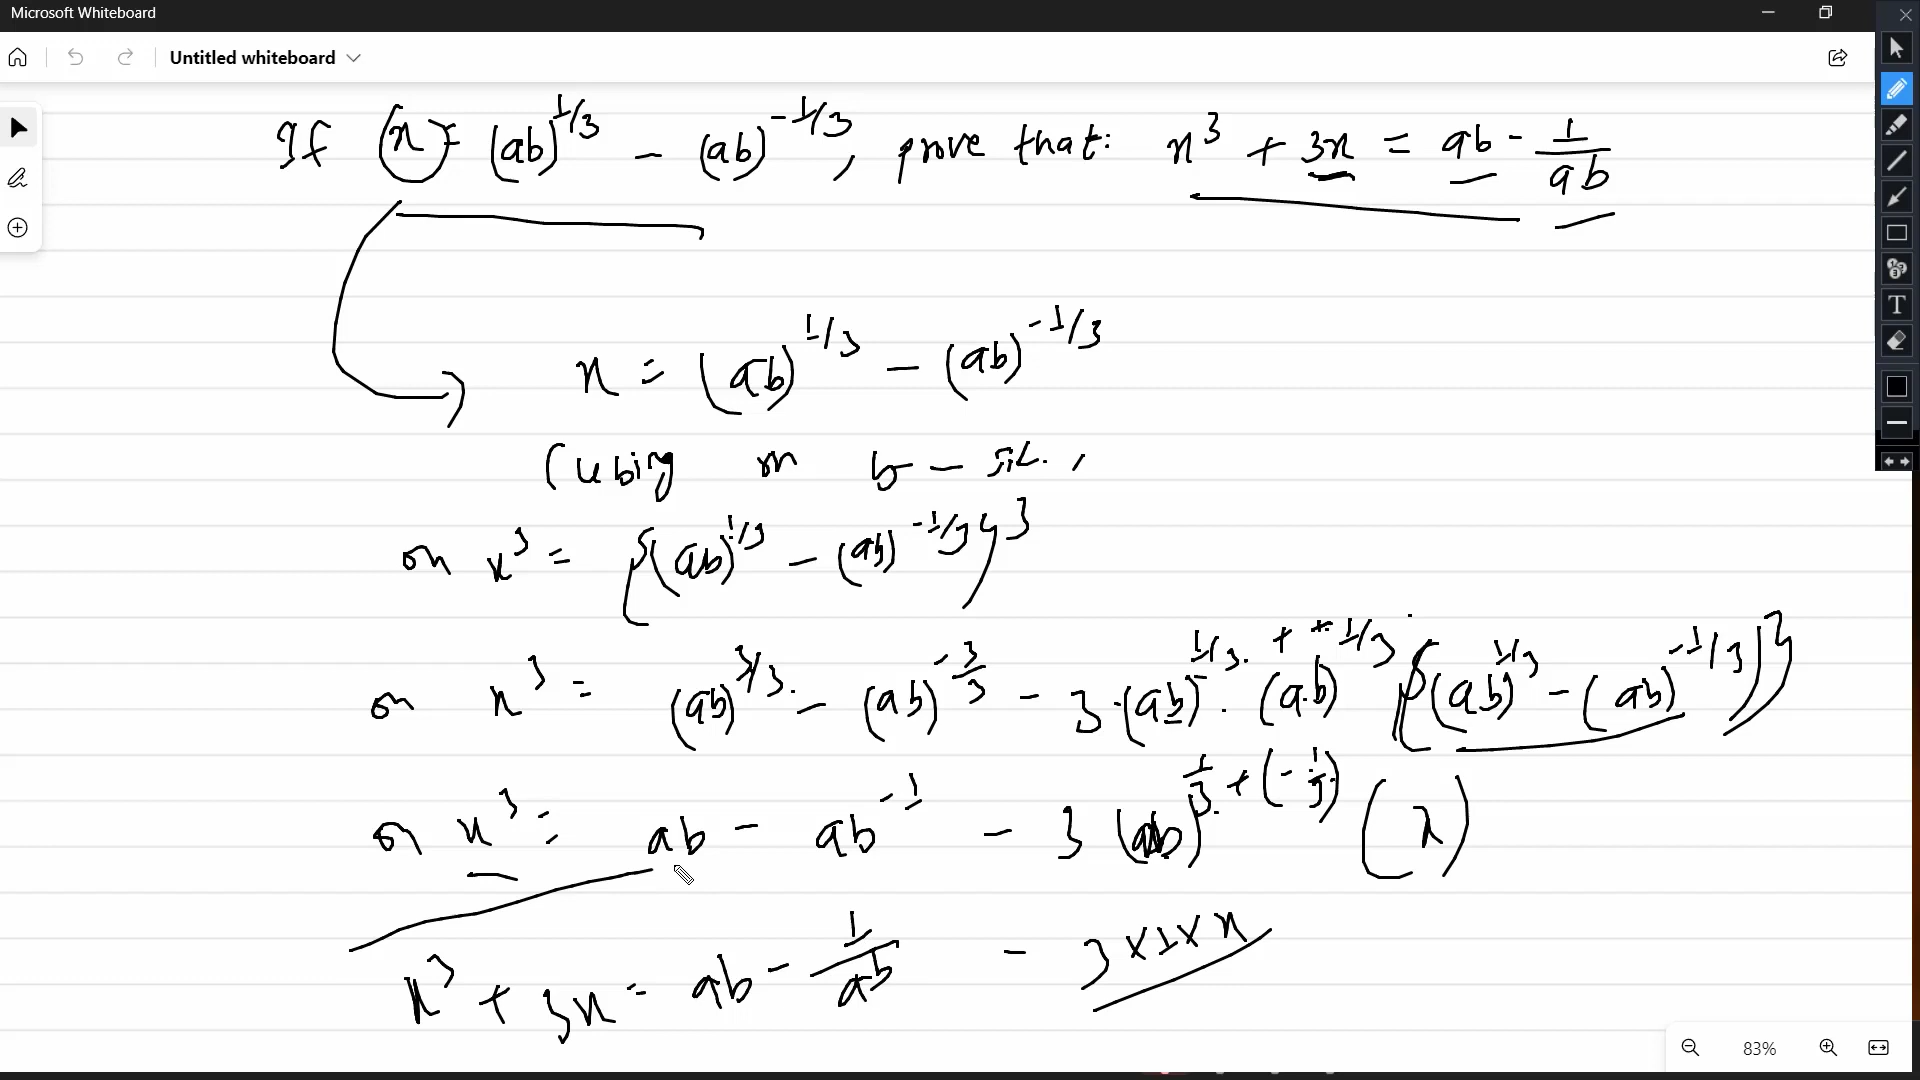 Microsoft Whiteboard
Untitled whiteboard
If x = (ab)^1/3 - (ab)^-1/3, prove that: x^3 + 3x = ab - 1/ab
x = (ab)^1/3 - (ab)^-1/3
Cubing on b - s.
or x^3 = {(ab)^1/3 - (ab)^-1/3}^3
or x^3 = (ab)^3/3 - (ab)^-3/3 - 3·(ab)^1/3 · (ab)^-1/3 {(ab)^1/3 - (ab)^-1/3}
or x^3 = ab - ab^-1 - 3 (ab)^1/3+(-1/3) (x)
x^3 + 3x = ab - 1/ab - 3×1×x
T
83%